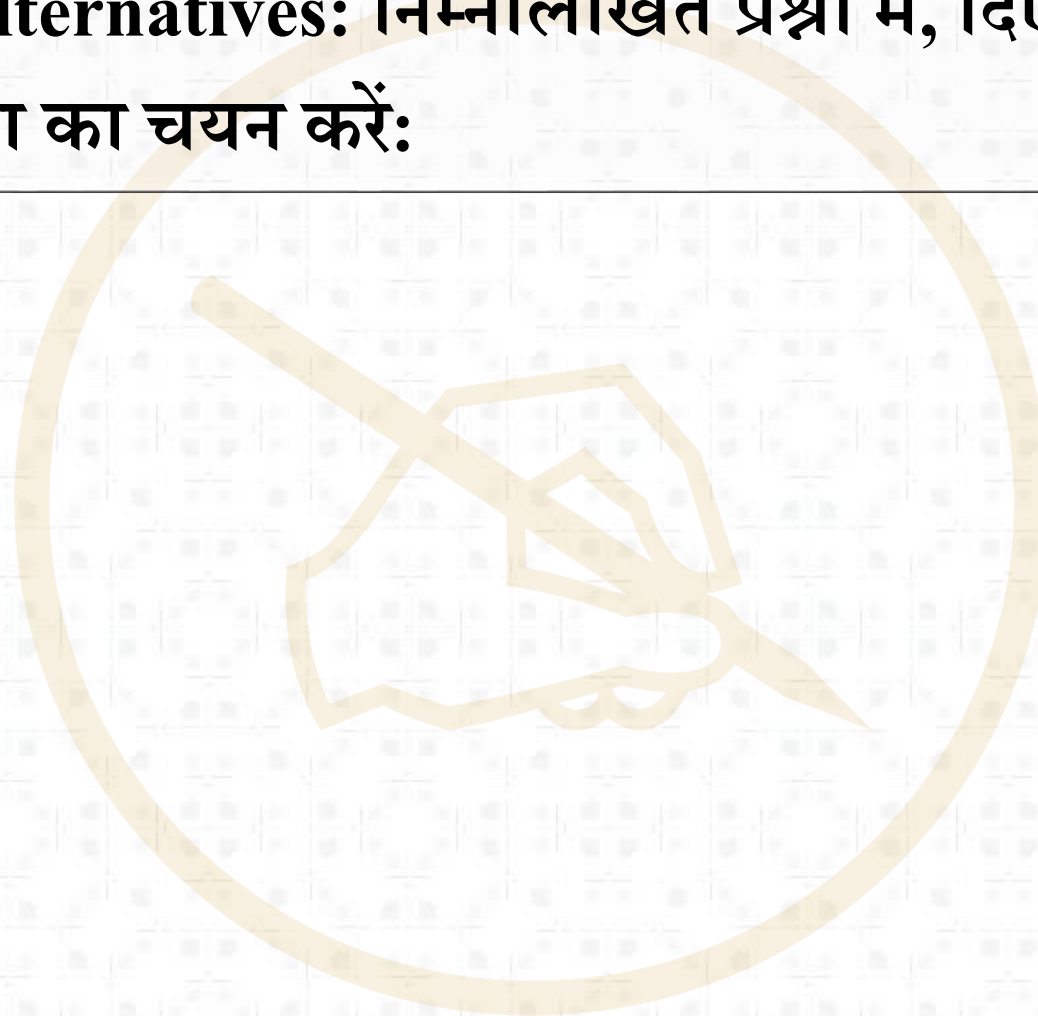 lternatives: निम्नलिखित प्रश्नों में,
का चयन करें: